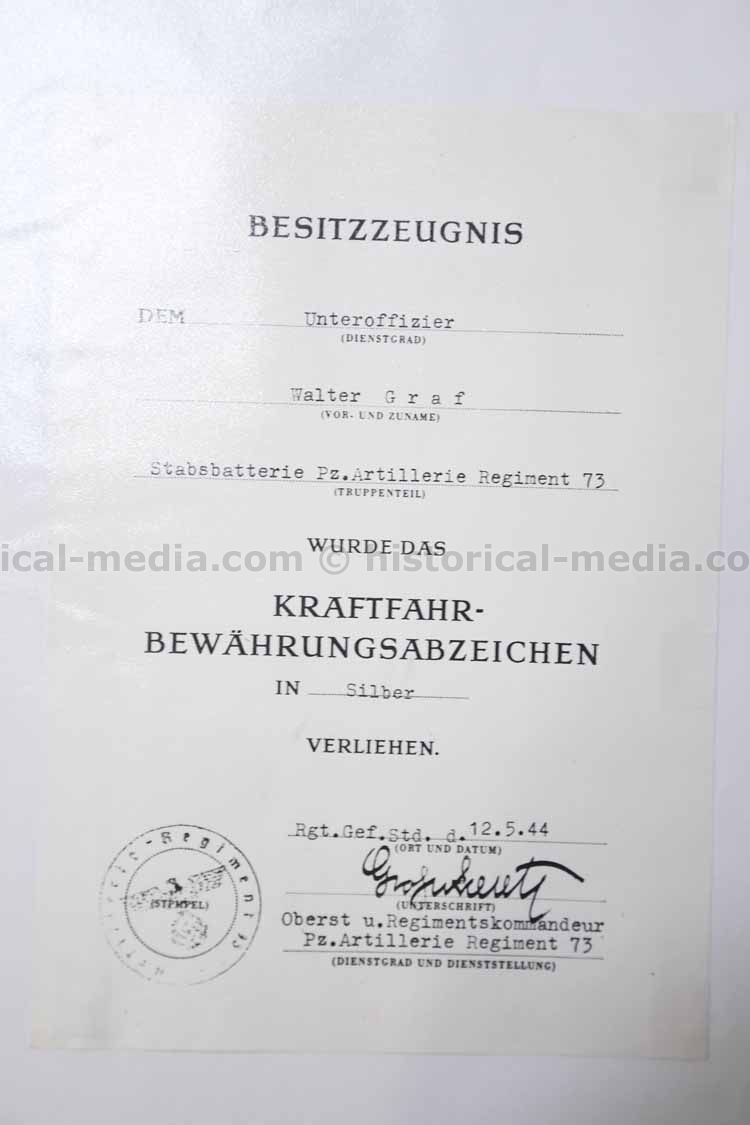 BESITZZEUGNIS
DEM Unteroffizier
(DIENSTGRAD)
Walter G r a f
(VOR- UND ZUNAME)
Stabsbatterie Pz.Artillerie Regiment 73
(TRUPPENTEIL)
WURDE DAS
ical-media.com © historical-media.co
KRAFTFAHR-
BEWÄHRUNGSABZEICHEN
IN Silber
VERLIEHEN.
Rgt.Gef.Std. d. 12.5.44
(ORT UND DATUM)
(UNTERSCHRIFT)
Oberst u.Regimentskommandeur
Pz.Artillerie Regiment 73
(DIENSTGRAD UND DIENSTSTELLUNG)
(STEMPEL)
Regiment